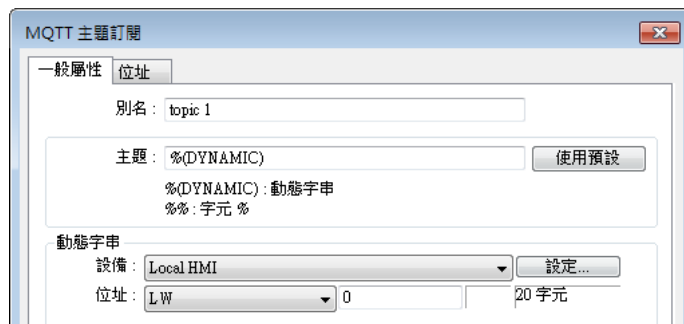 MQTT 主題訂閱
一般屬性 位址
別名 : topic 1
主題 : %(DYNAMIC) 使用預設
%(DYNAMIC) : 動態字串
%% : 字元 %
動態字串
設備 : Local HMI 設定...
位址 : LW 0 20 字元